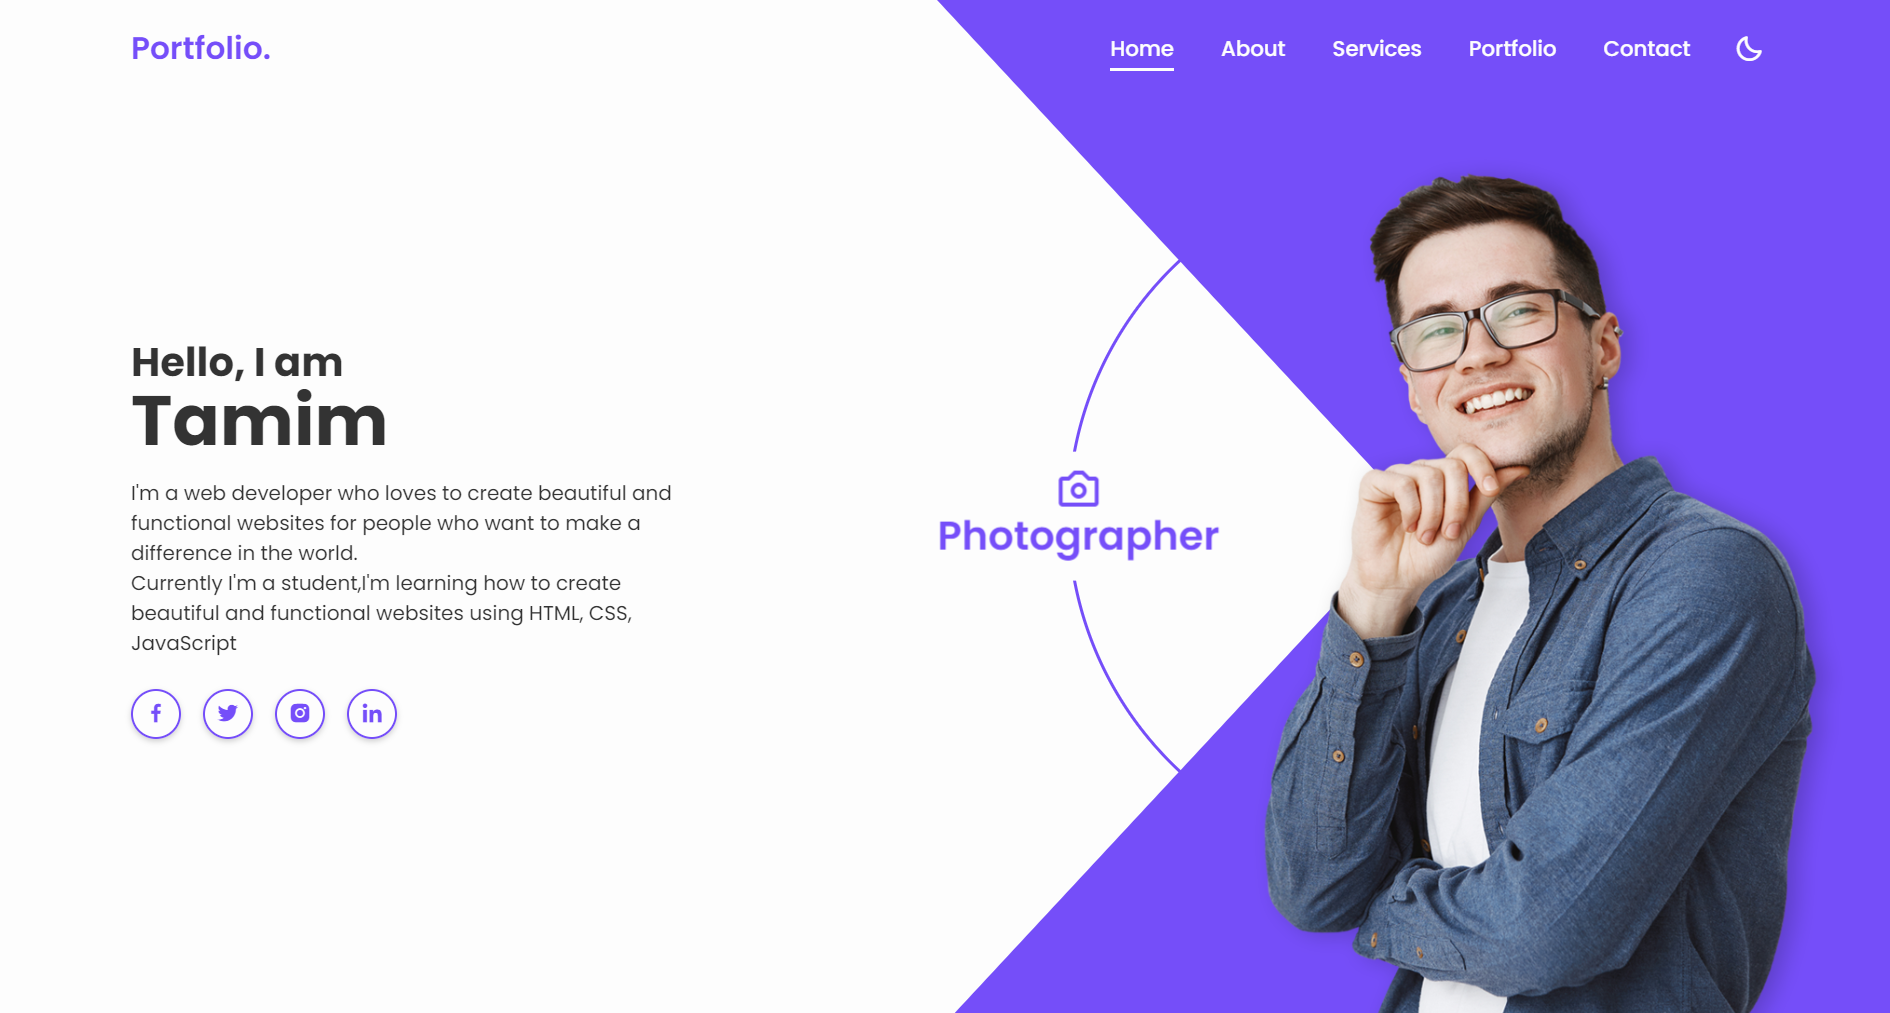 Portfolio.
Home About Services Portfolio Contact
Hello, I am
Tamim
I'm a web developer who loves to create beautiful and
functional websites for people who want to make a
difference in the world.
Currently I'm a student,I'm learning how to create
beautiful and functional websites using HTML, CSS,
JavaScript
Photographer